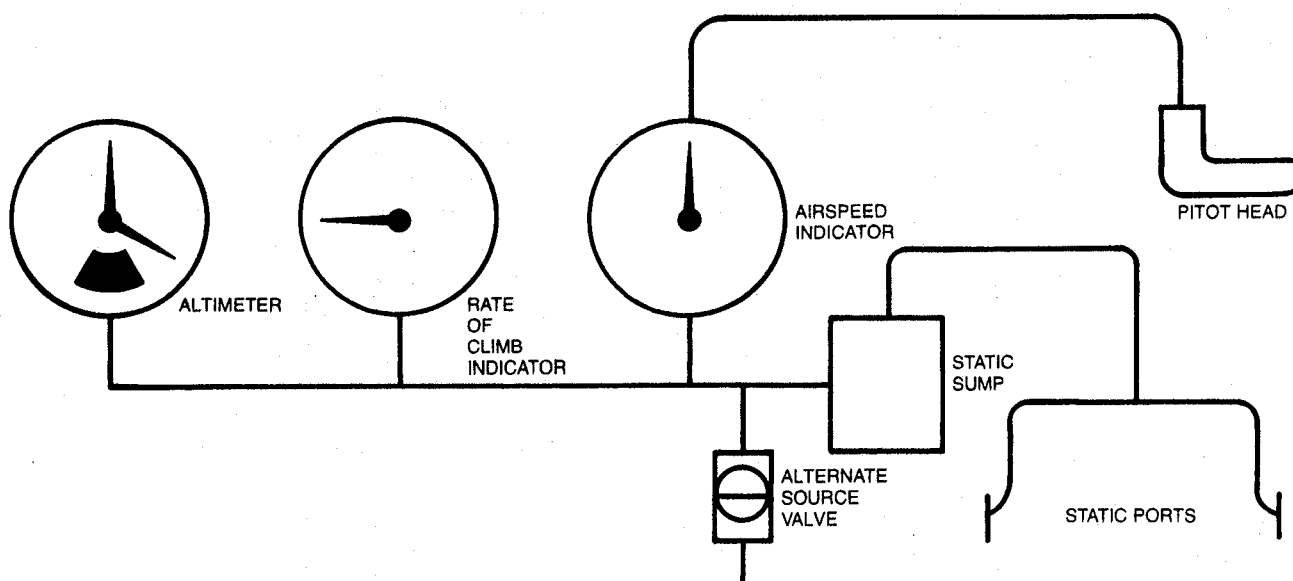 PITOT HEAD
AIRSPEED
INDICATOR
ALTIMETER
RATE
OF
CLIMB
INDICATOR
STATIC
SUMP
ALTERNATE
SOURCE
VALVE
STATIC PORTS